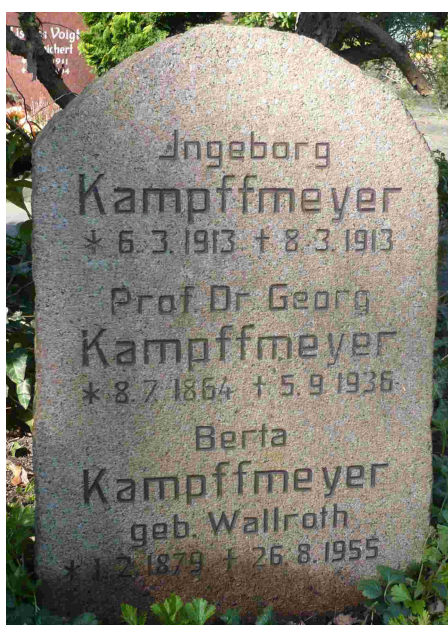 Voigt
Ingeborg
Kampffmeyer
* 6. 3. 1913 † 8. 3. 1913
Prof. Dr Georg
Kampffmeyer
* 8. 7. 1864 † 5. 9. 1936
Berta
Kampffmeyer
geb. Wallroth
* 1. 2. 1879 † 26. 8. 1955